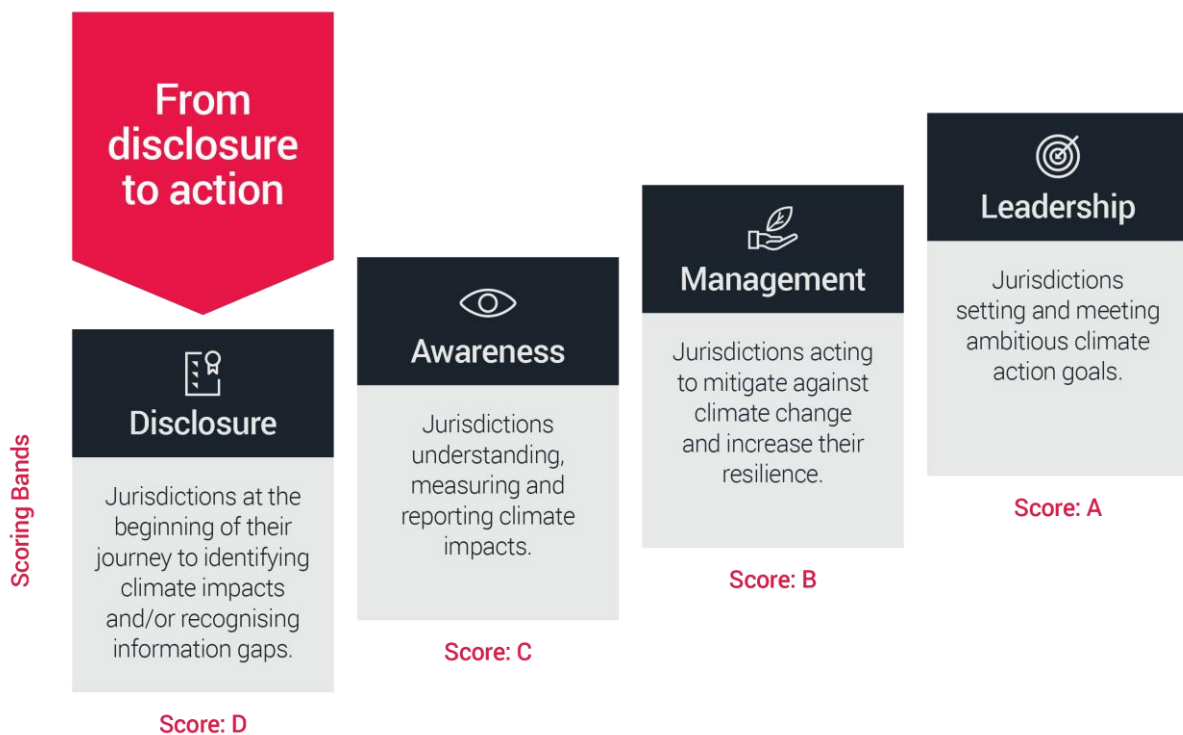 From
disclosure
to action
Scoring Bands
Disclosure
Jurisdictions at the
beginning of their
journey to identifying
climate impacts
and/or recognising
information gaps.
Score: D
Awareness
Jurisdictions
understanding,
measuring and
reporting climate
impacts.
Score: C
Management
Jurisdictions acting
to mitigate against
climate change
and increase their
resilience.
Score: B
Leadership
Jurisdictions
setting and meeting
ambitious climate
action goals.
Score: A